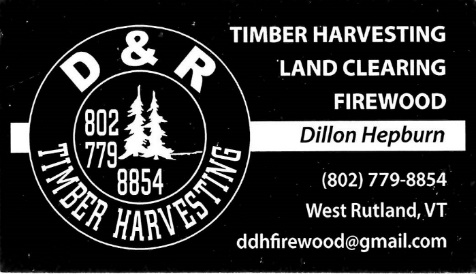 D & R
802
779
8854
TIMBER HARVESTING
TIMBER HARVESTING
LAND CLEARING
FIREWOOD
Dillon Hepburn
(802) 779-8854
West Rutland, VT
ddhfirewood@gmail.com